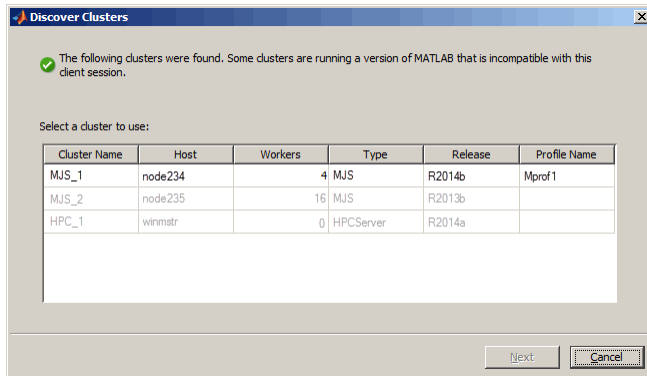 Discover Clusters
The following clusters were found. Some clusters are running a version of MATLAB that is incompatible with this
client session.
Select a cluster to use:
Cluster Name Host Workers Type Release Profile Name
MJS_1 node234 4 MJS R2014b Mprof1
MJS_2 node235 16 MJS R2013b
HPC_1 winmstr 0 HPCServer R2014a
Next Cancel